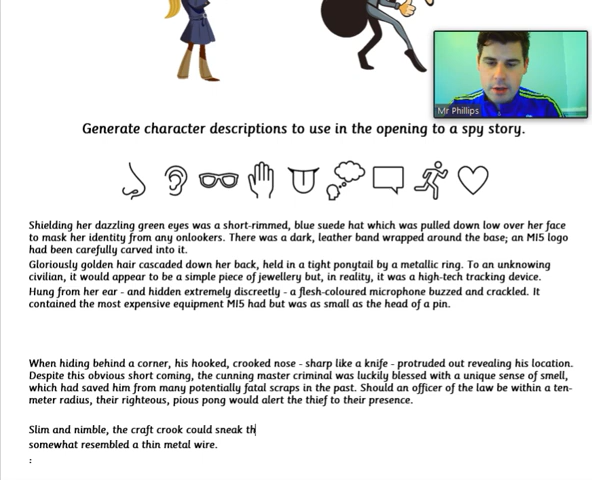 Mr Phillips
Generate character descriptions to use in the opening to a spy story.
Shielding her dazzling green eyes was a short-rimmed, blue suede hat which was pulled down low over her face
to mask her identity from any onlookers. There was a dark, leather band wrapped around the base; an MI5 logo
had been carefully carved into it.
Gloriously golden hair cascaded down her back, held in a tight ponytail by a metallic ring. To an unknowing
civilian, it would appear to be a simple piece of jewellery but, in reality, it was a high-tech tracking device.
Hung from her ear - and hidden extremely discreetly - a flesh-coloured microphone buzzed and crackled. It
contained the most expensive equipment MI5 had but was as small as the head of a pin.
When hiding behind a corner, his hooked, crooked nose - sharp like a knife - protruded out revealing his location.
Despite this obvious short coming, the cunning master criminal was luckily blessed with a unique sense of smell,
which had saved him from many potentially fatal scraps in the past. Should an officer of the law be within a ten-
meter radius, their righteous, pious pong would alert the thief to their presence.
Slim and nimble, the craft crook could sneak th
somewhat resembled a thin metal wire.
: